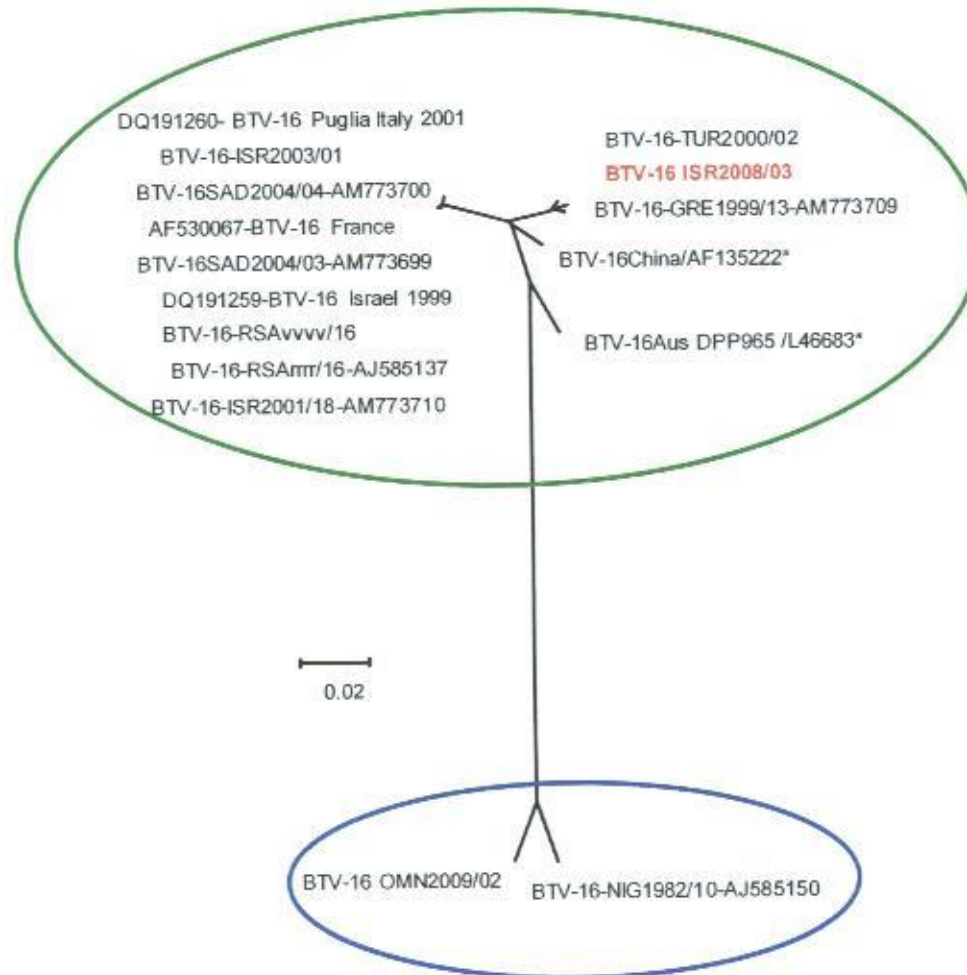 DQ191260- BTV-16 Puglia Italy 2001
BTV-16-ISR2003/01
BTV-16SAD2004/04-AM773700
AF530067-BTV-16 France
BTV-16SAD2004/03-AM773699
DQ191259-BTV-16 Israel 1999
BTV-16-RSAvvvv/16
BTV-16-RSArrrr/16-AJ585137
BTV-16-ISR2001/18-AM773710
BTV-16-TUR2000/02
BTV-16 ISR2008/03
BTV-16-GRE1999/13-AM773709
BTV-16China/AF135222*
BTV-16Aus DPP965 /L46683*
0.02
BTV-16 OMN2009/02
BTV-16-NIG1982/10-AJ585150